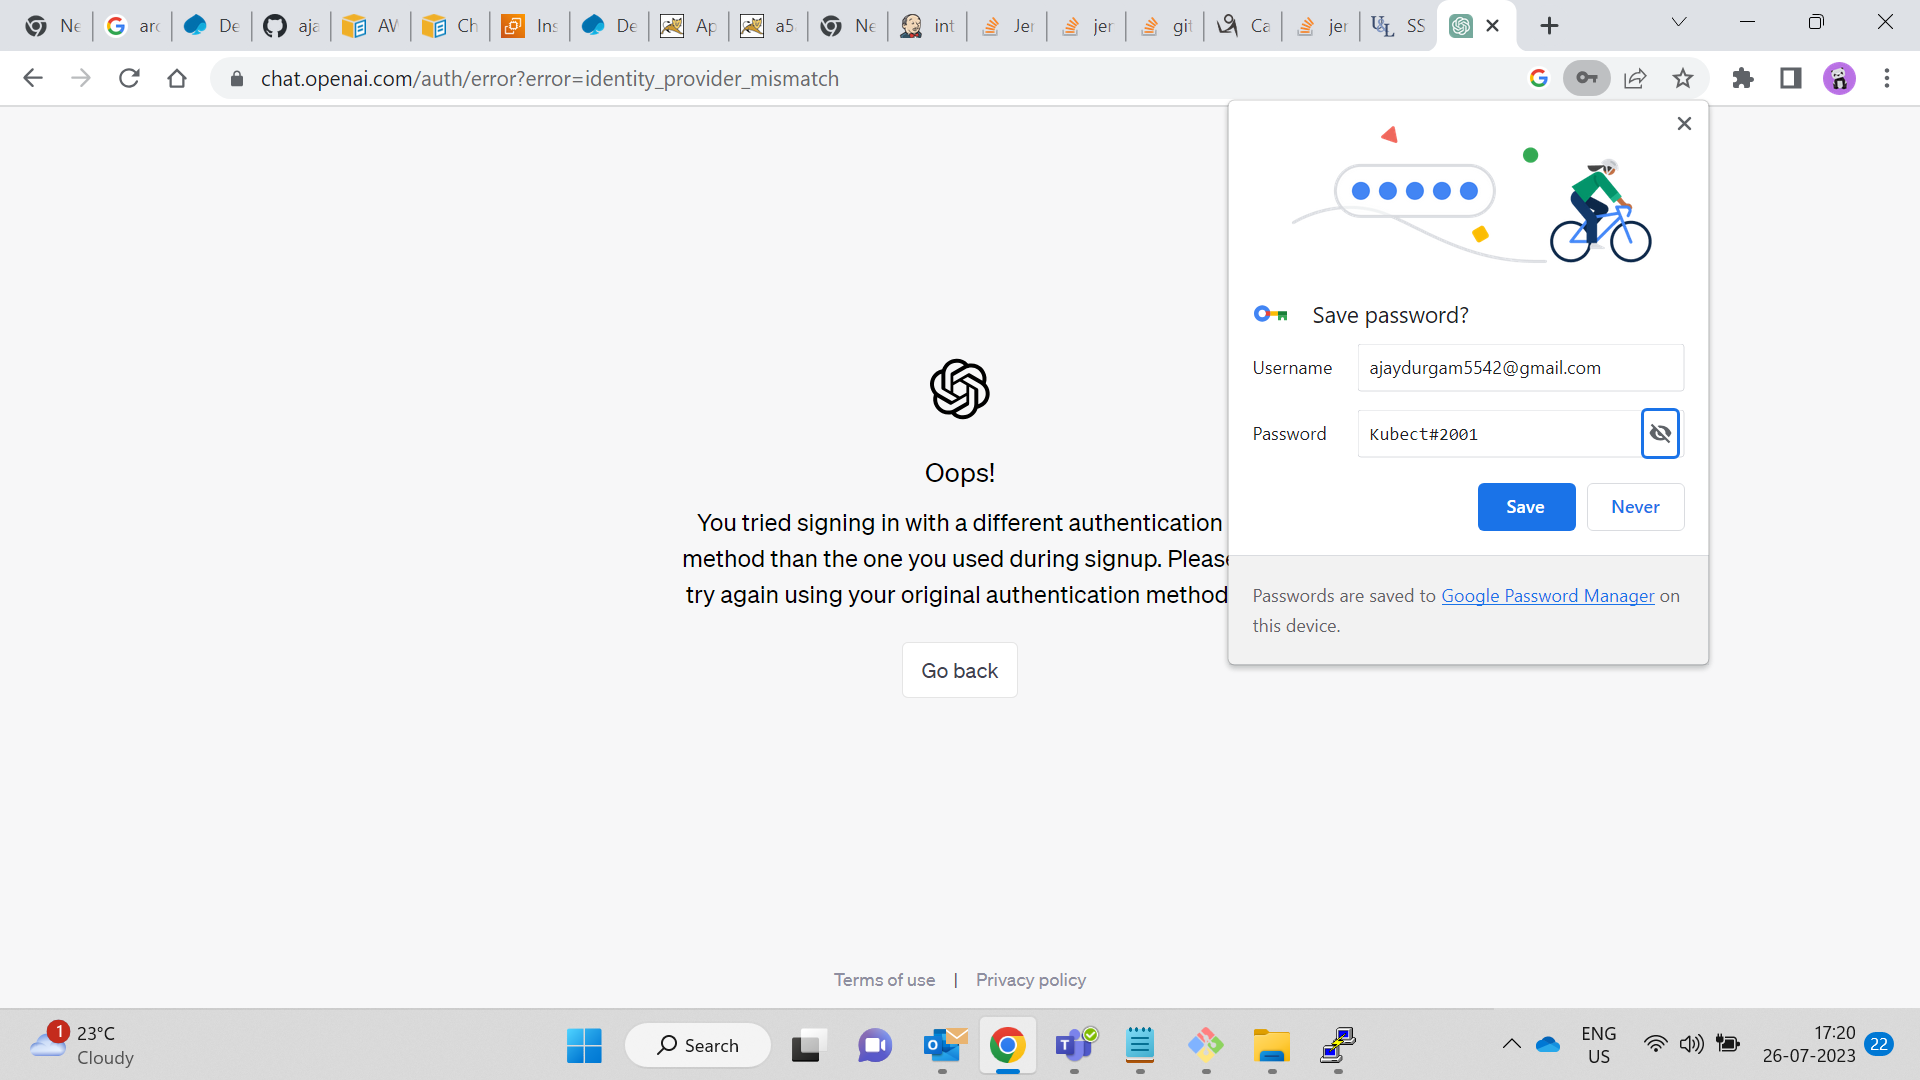 Ne
arc
De
aja
AV
Ch
Ins
De
Ap
a5
Ne
int
Jer
jer
git
Ca
jer
SS
chat.openai.com/auth/error?error=identity_provider_mismatch
Save password?
Username ajaydurgam5542@gmail.com
Password Kubect#2001
Save Never
Passwords are saved to Google Password Manager on
this device.
Oops!
You tried signing in with a different authentication
method than the one you used during signup. Please
try again using your original authentication method
Go back
Terms of use | Privacy policy
1
23°C
Cloudy
Search
ENG
US
17:20
26-07-2023
22